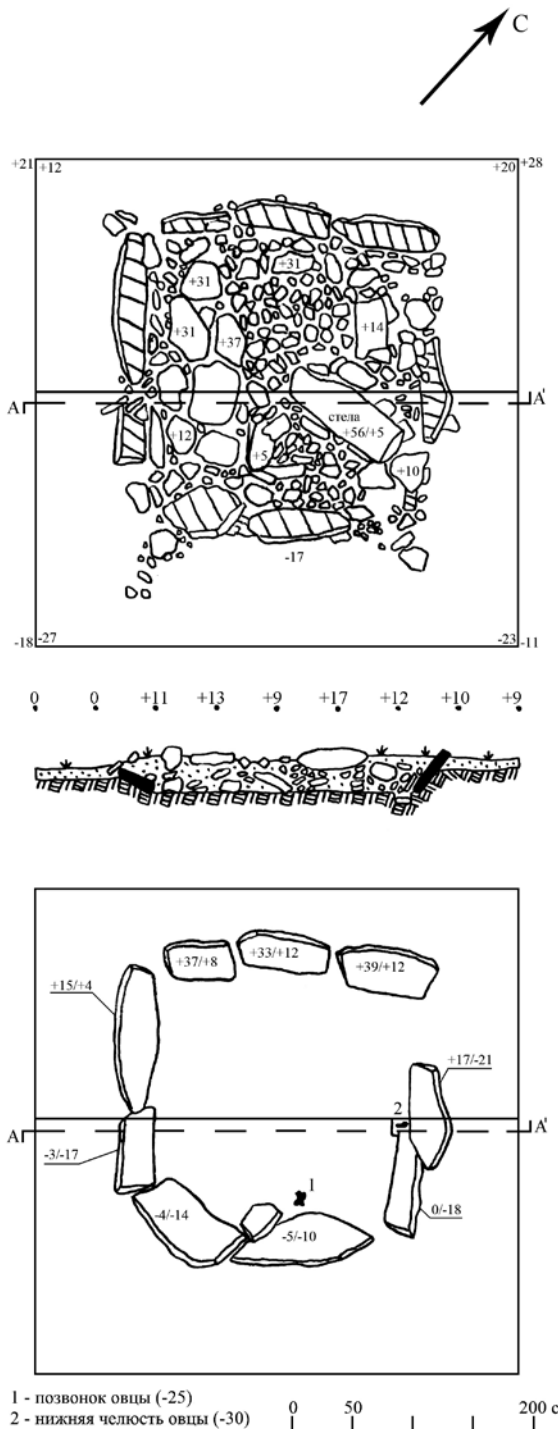 С
+21 +12 +20 +28
+31 +31
+31 +37 +14
А А'
стела
+56/+5
+12 +5 +10
-17
-18 -27 -23 -11
0 0 +11 +13 +9 +17 +12 +10 +9
+37/+8 +33/+12 +39/+12
+15/+4
+17/-21
2
А А'
-3/-17
1
-4/-14 -5/-10 0/-18
1 - позвонок овцы (-25)
2 - нижняя челюсть овцы (-30)
0 50 200 с